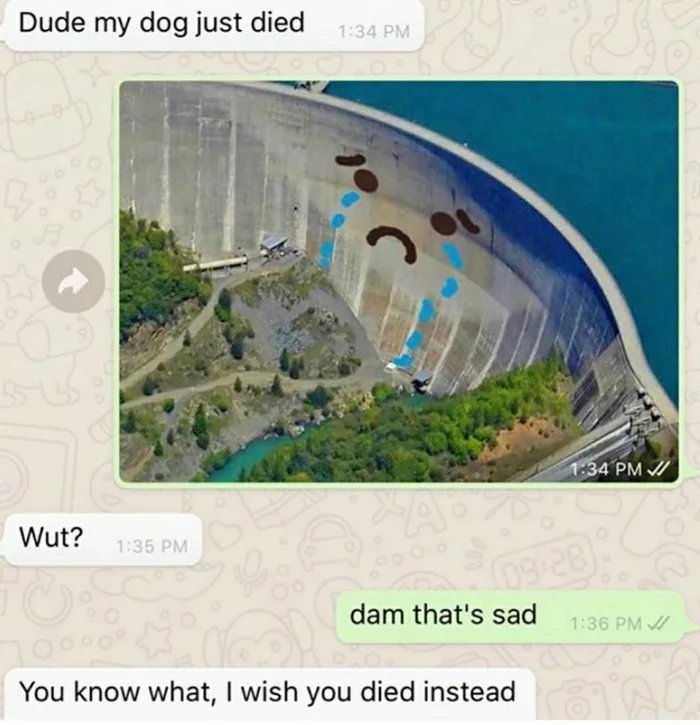 Dude my dog just died 1:34 PM
1:34 PM
Wut? 1:35 PM
dam that's sad 1:36 PM
You know what, I wish you died instead